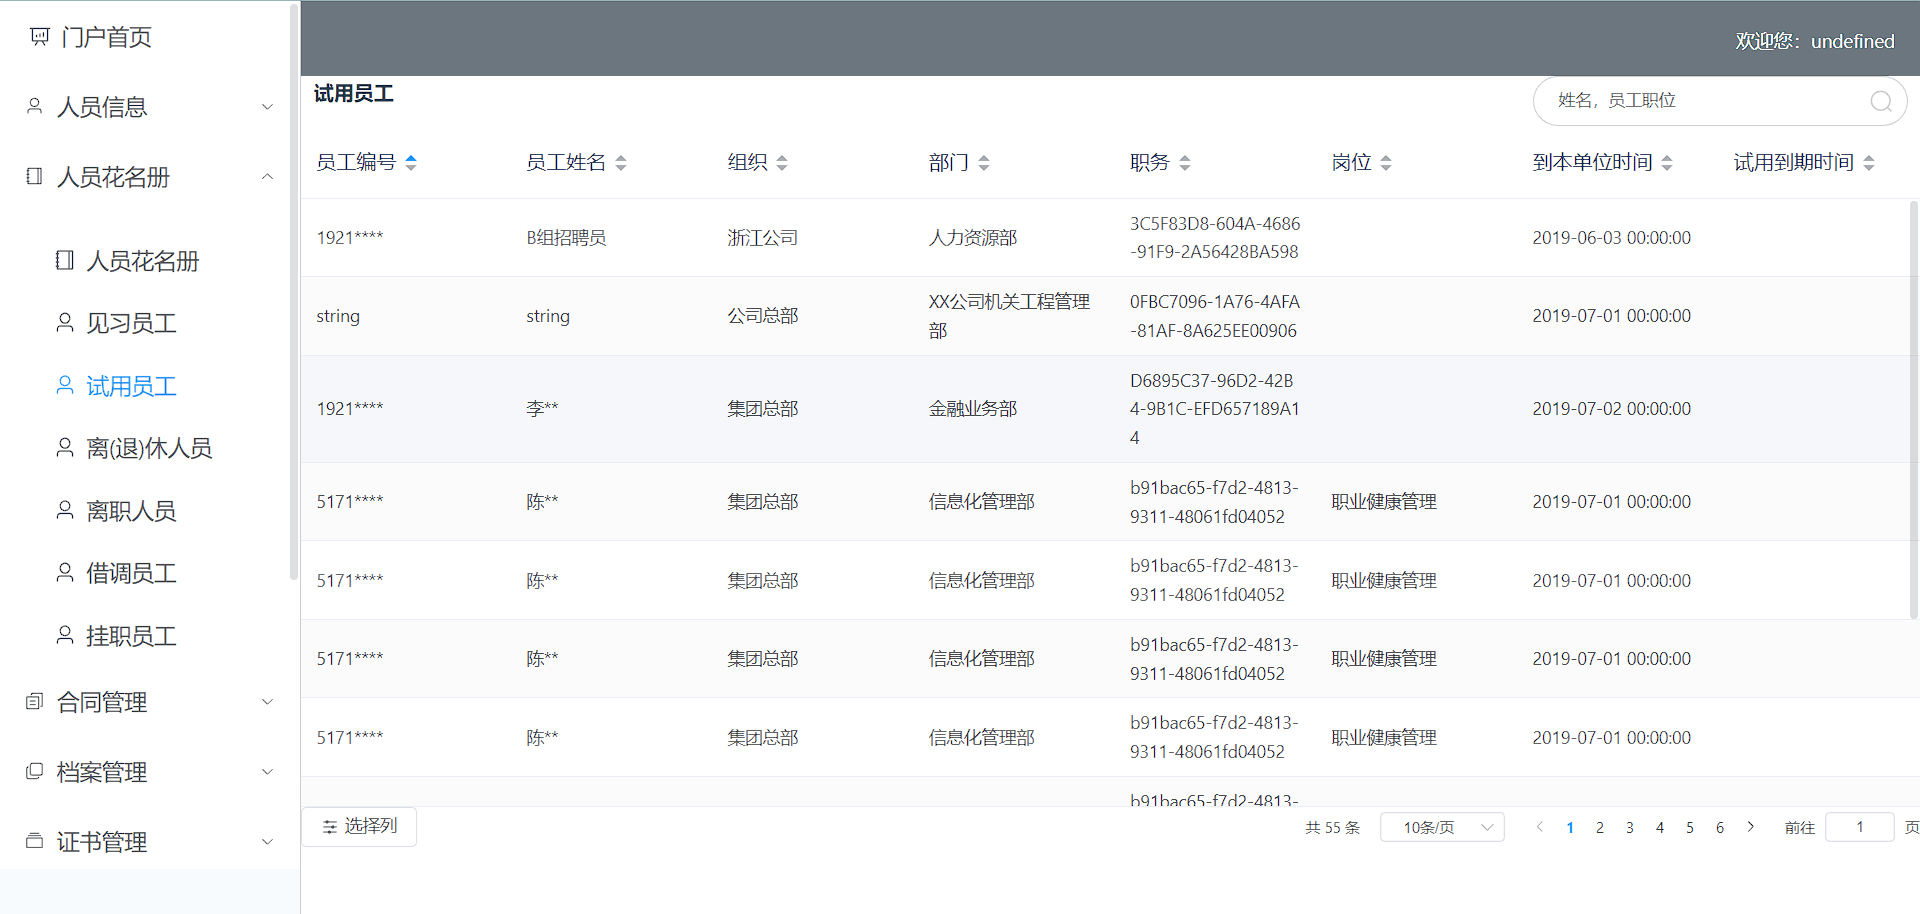 门户首页
人员信息
人员花名册
人员花名册
见习员工
试用员工
离(退)休人员
离职人员
借调员工
挂职员工
合同管理
档案管理
证书管理
欢迎您：undefined
试用员工
姓名，员工职位
员工编号 员工姓名 组织 部门 职务 岗位 到本单位时间 试用到期时间
1921**** B组招聘员 浙江公司 人力资源部 3C5F83D8-604A-4686
-91F9-2A56428BA598 2019-06-03 00:00:00
string string 公司总部 XX公司机关工程管理
部 0FBC7096-1A76-4AFA
-81AF-8A625EE00906 2019-07-01 00:00:00
1921**** 李** 集团总部 金融业务部 D6895C37-96D2-42B
4-9B1C-EFD657189A1
4 2019-07-02 00:00:00
5171**** 陈** 集团总部 信息化管理部 b91bac65-f7d2-4813-
9311-48061fd04052 职业健康管理 2019-07-01 00:00:00
5171**** 陈** 集团总部 信息化管理部 b91bac65-f7d2-4813-
9311-48061fd04052 职业健康管理 2019-07-01 00:00:00
5171**** 陈** 集团总部 信息化管理部 b91bac65-f7d2-4813-
9311-48061fd04052 职业健康管理 2019-07-01 00:00:00
5171**** 陈** 集团总部 信息化管理部 b91bac65-f7d2-4813-
9311-48061fd04052 职业健康管理 2019-07-01 00:00:00
b91bac65-f7d2-4813-
选择列
共 55 条 10条/页 1 2 3 4 5 6 前往 1 页